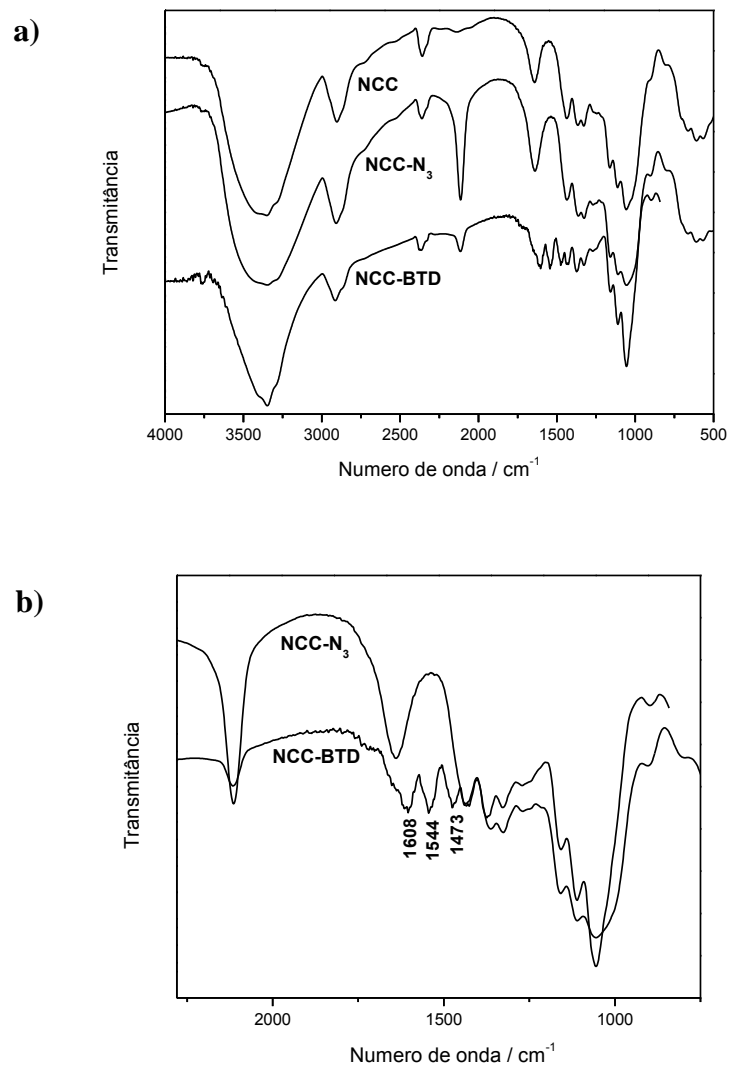 a)
NCC
NCC-N₃
NCC-BTD
Transmitância
4000 3500 3000 2500 2000 1500 1000 500
Numero de onda / cm⁻¹
b)
NCC-N₃
NCC-BTD
1608
1544
1473
Transmitância
2000 1500 1000
Numero de onda / cm⁻¹